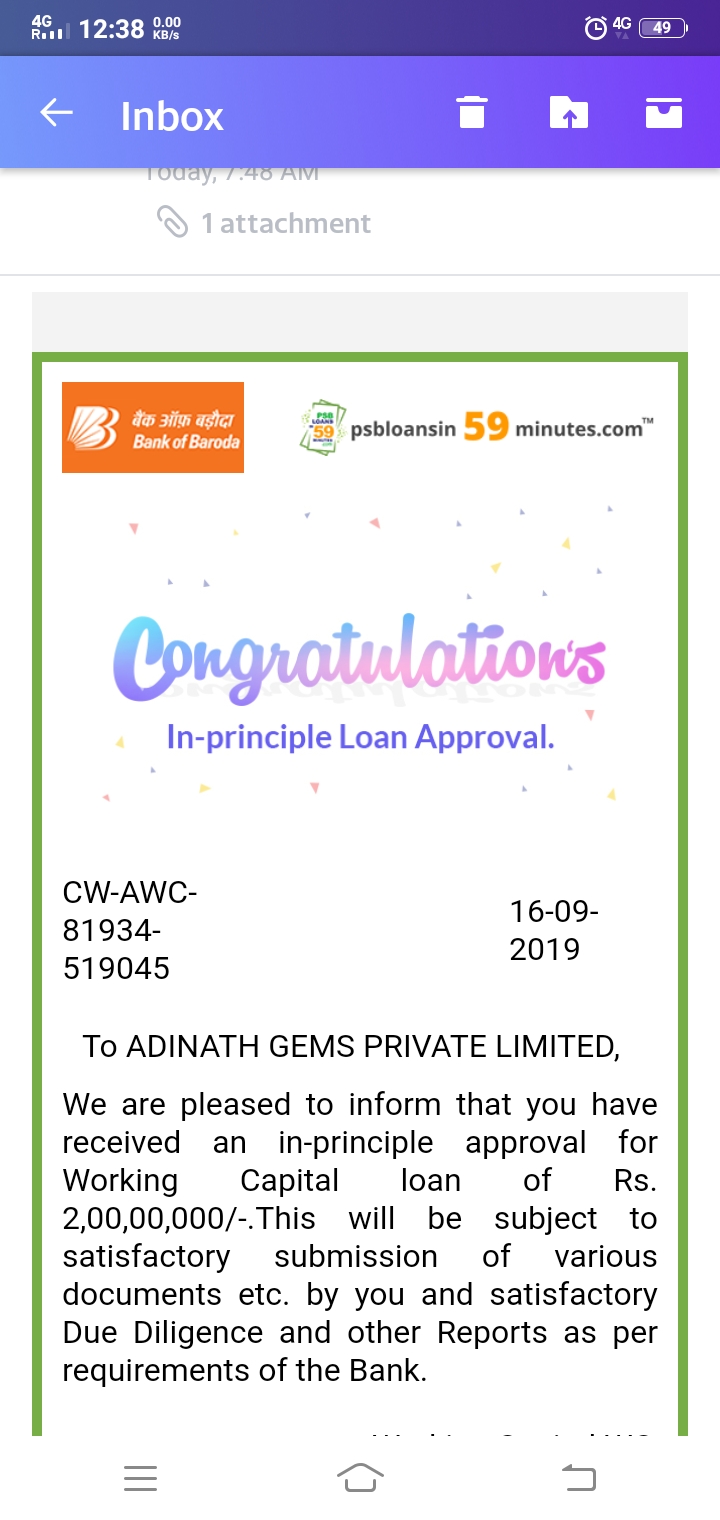 4G
R
12:38
0.00
KB/s
4G
49
Inbox
Today, 7:48 AM
1 attachment
बैंक ऑफ़ बड़ौदा
Bank of Baroda
PSB
LOANS
59
MINUTES
psbloansin 59 minutes.com™
Congratulations
In-principle Loan Approval.
CW-AWC-
81934-
519045
16-09-
2019
To ADINATH GEMS PRIVATE LIMITED,
We are pleased to inform that you have
received an in-principle approval for
Working Capital loan of Rs.
2,00,00,000/-.This will be subject to
satisfactory submission of various
documents etc. by you and satisfactory
Due Diligence and other Reports as per
requirements of the Bank.